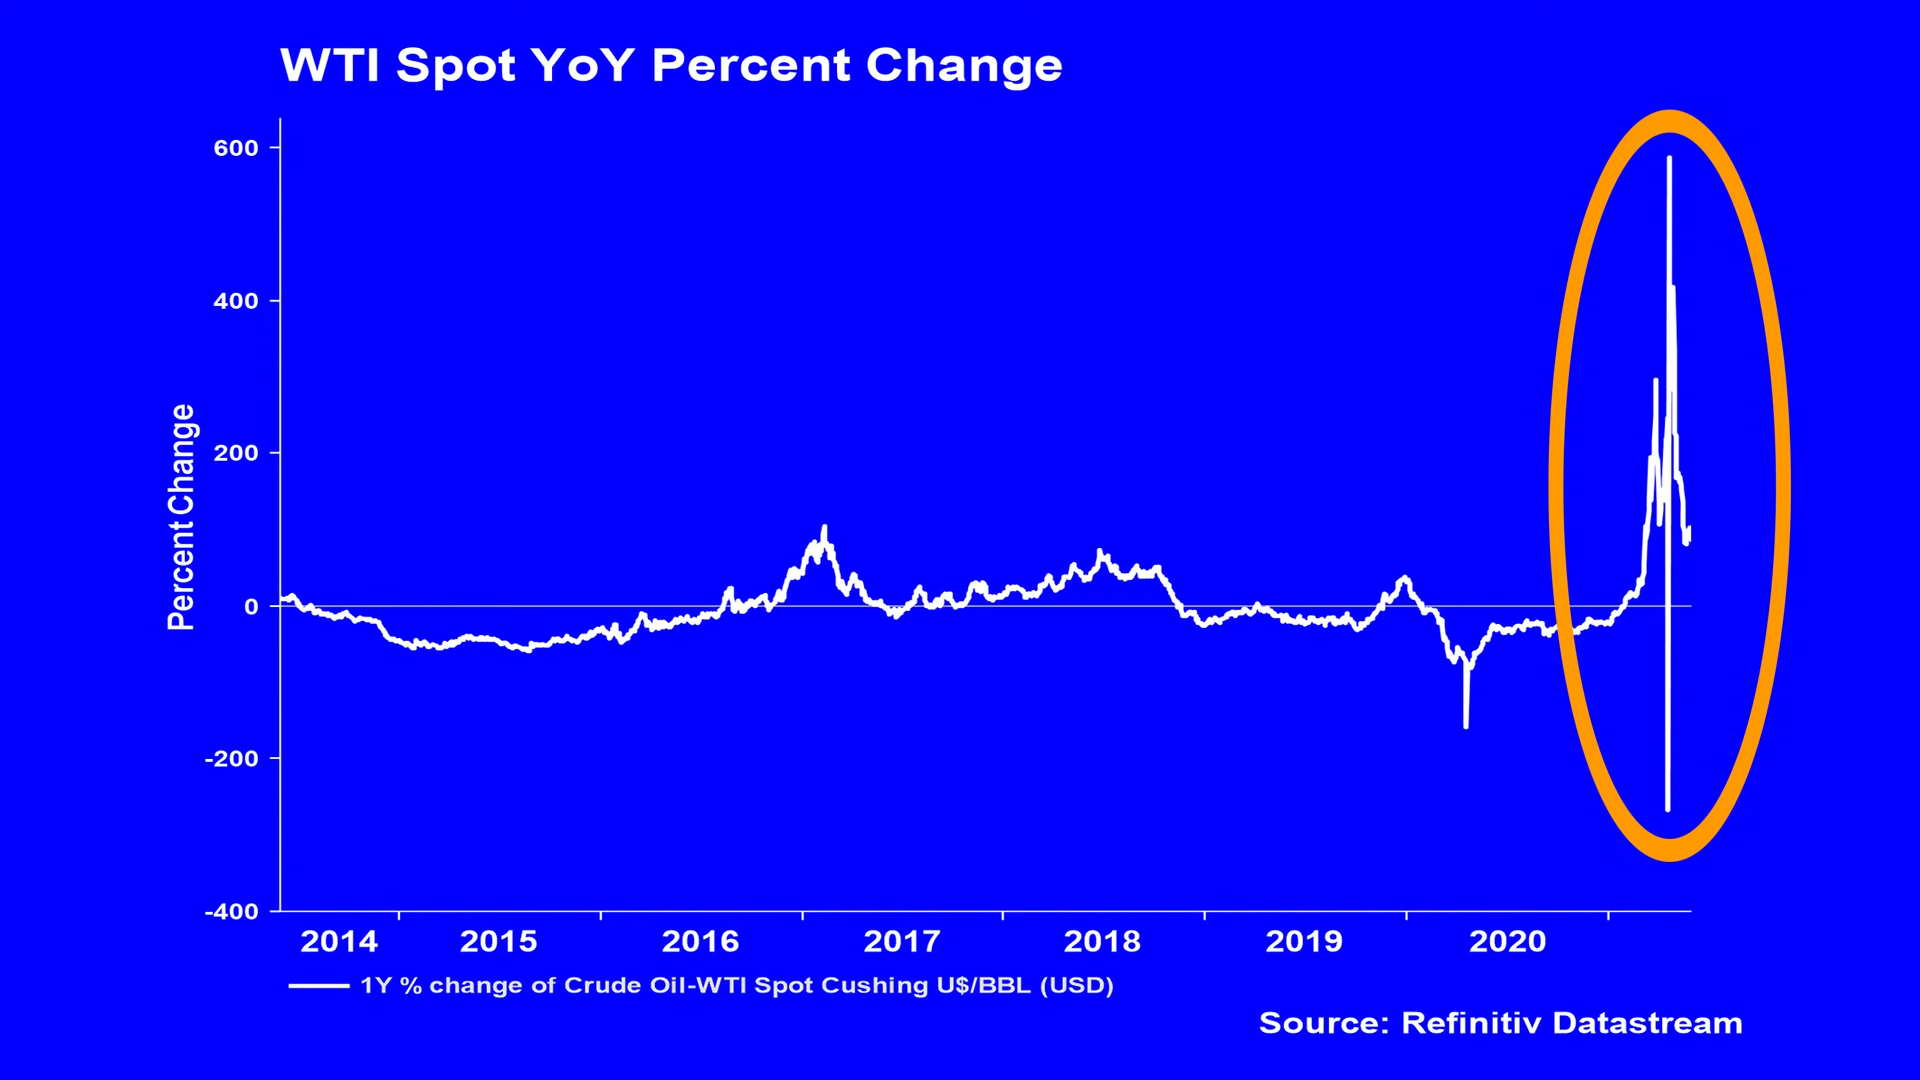 WTI Spot YoY Percent Change
600
400
200
0
-200
-400
Percent Change
2014 2015 2016 2017 2018 2019 2020
1Y % change of Crude Oil-WTI Spot Cushing U$/BBL (USD)
Source: Refinitiv Datastream